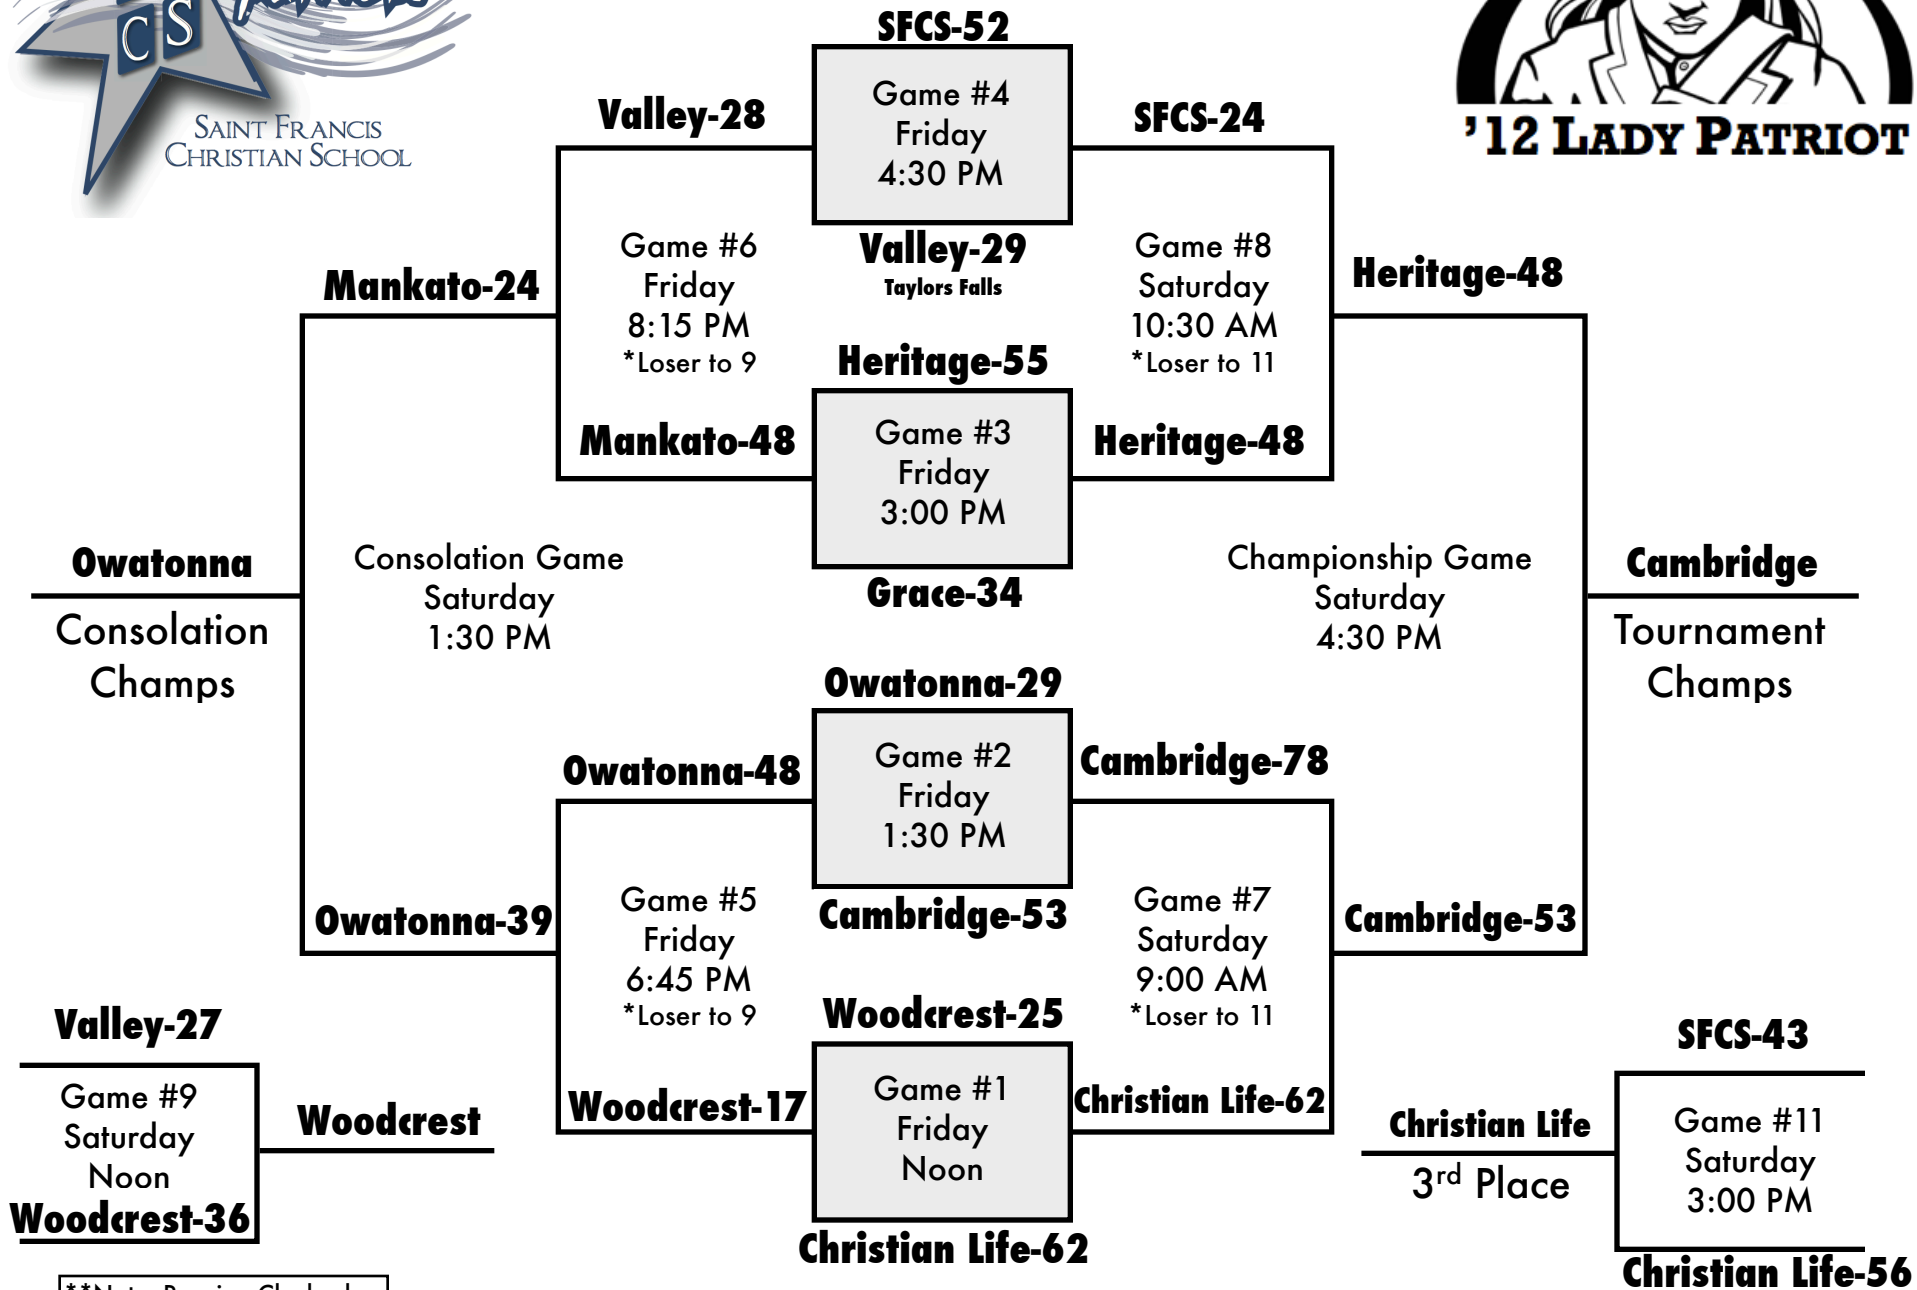 C S
SAINT FRANCIS
CHRISTIAN SCHOOL
'12 LADY PATRIOT
SFCS-52
Game #4
Friday
4:30 PM
Valley-29
Taylors Falls
Valley-28
Game #6
Friday
8:15 PM
*Loser to 9
Mankato-48
SFCS-24
Game #8
Saturday
10:30 AM
*Loser to 11
Heritage-48
Heritage-55
Game #3
Friday
3:00 PM
Grace-34
Mankato-24
Consolation Game
Saturday
1:30 PM
Owatonna-39
Owatonna
Consolation
Champs
Heritage-48
Championship Game
Saturday
4:30 PM
Cambridge-53
Cambridge
Tournament
Champs
Owatonna-29
Game #2
Friday
1:30 PM
Cambridge-53
Owatonna-48
Game #5
Friday
6:45 PM
*Loser to 9
Woodcrest-17
Cambridge-78
Game #7
Saturday
9:00 AM
*Loser to 11
Christian Life-62
Woodcrest-25
Game #1
Friday
Noon
Christian Life-62
Valley-27
Game #9
Saturday
Noon
Woodcrest-36
Woodcrest
SFCS-43
Game #11
Saturday
3:00 PM
Christian Life-56
Christian Life
3rd Place